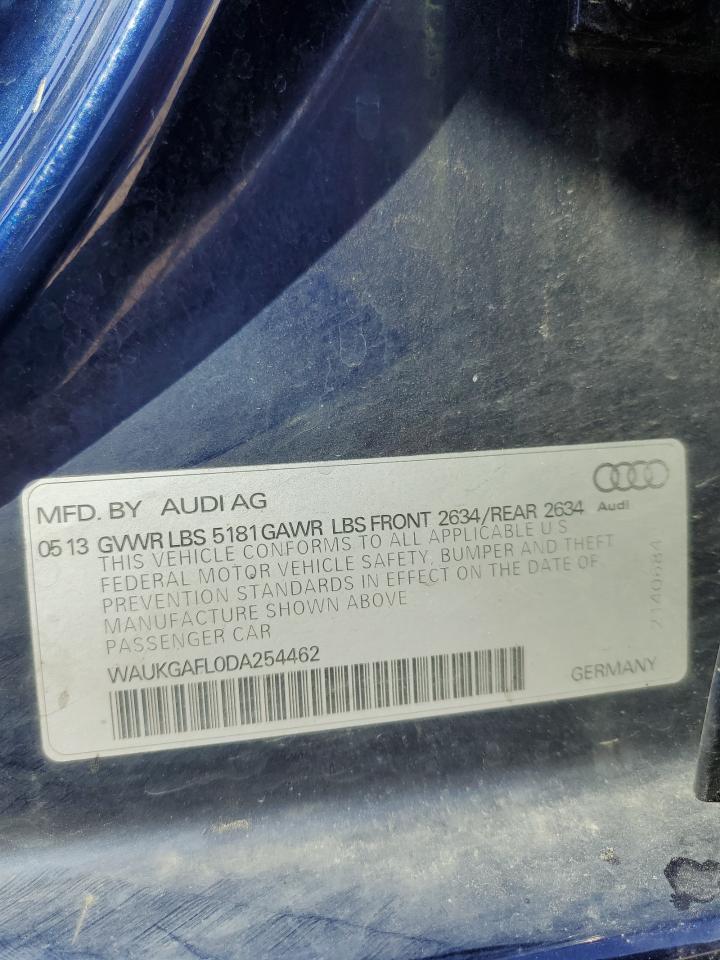 MFD. BY AUDI AG
Audi
05 13 GVWR LBS 5181 GAWR LBS FRONT 2634/REAR 2634
THIS VEHICLE CONFORMS TO ALL APPLICABLE U S
FEDERAL MOTOR VEHICLE SAFETY, BUMPER AND THEFT
PREVENTION STANDARDS IN EFFECT ON THE DATE OF
MANUFACTURE SHOWN ABOVE
PASSENGER CAR
WAUKGAFL0DA254462
GERMANY
2140684